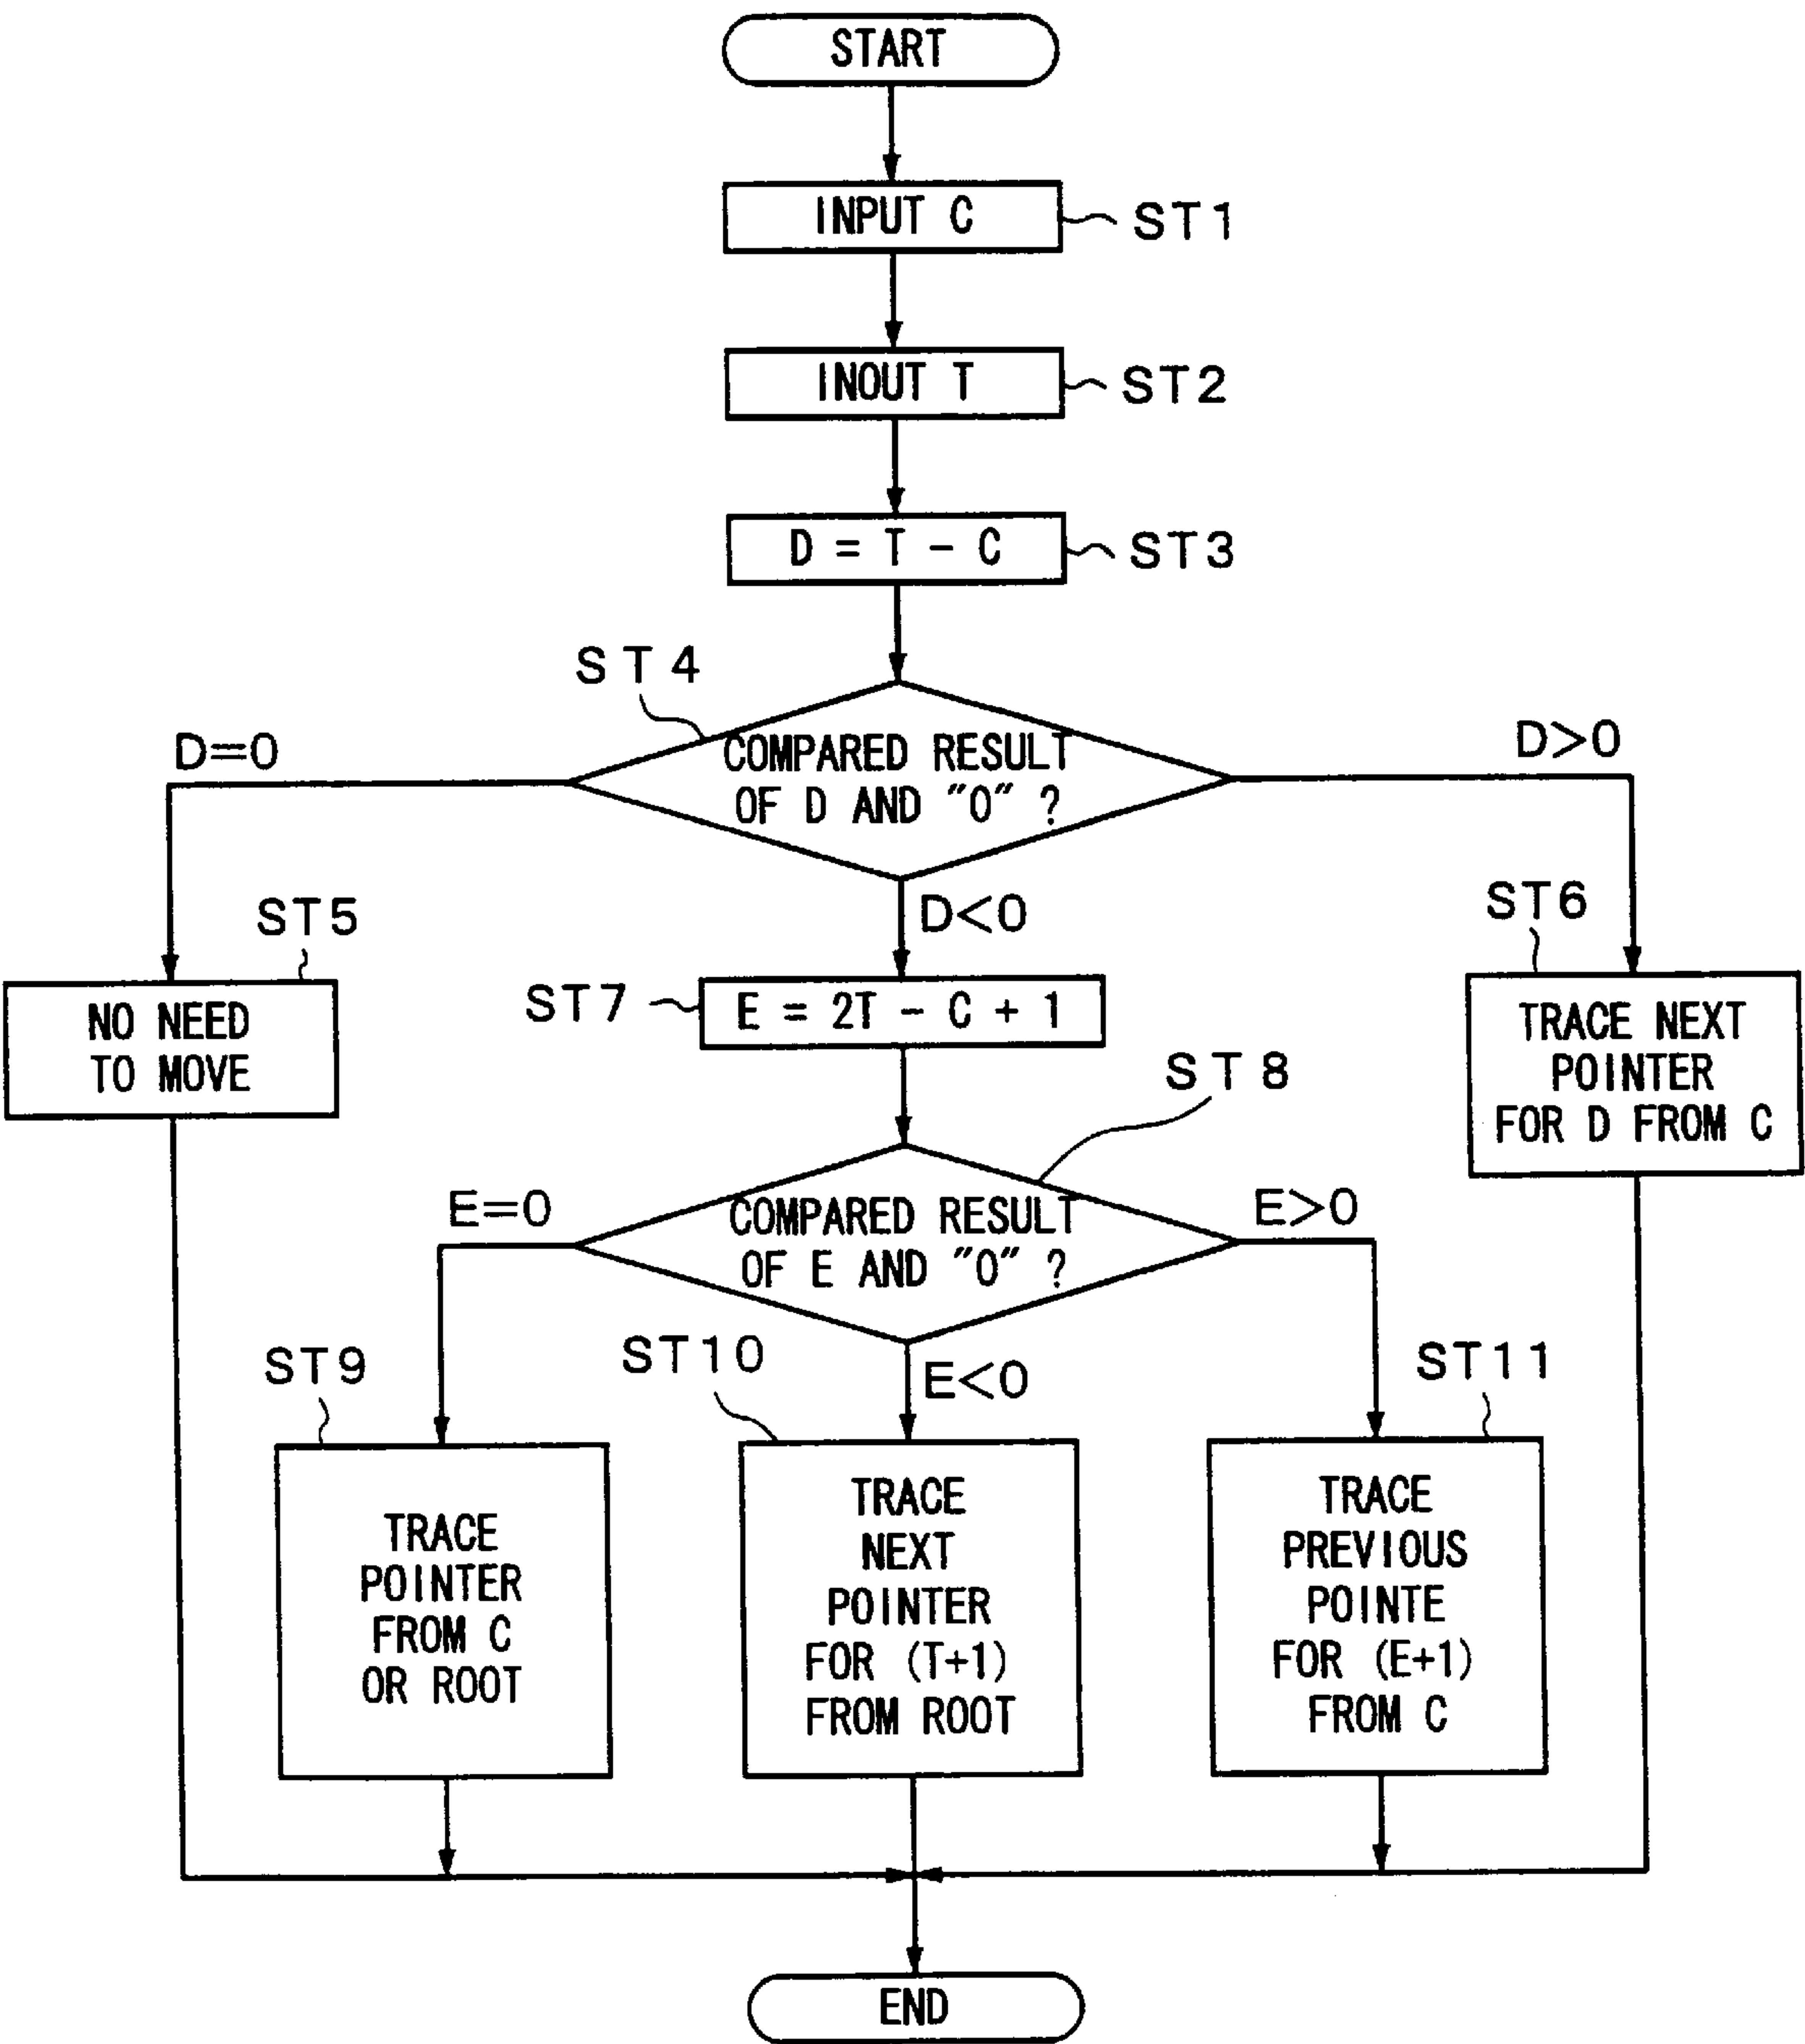 START
INPUT C
ST1
INOUT T
ST2
D = T - C
ST3
ST4
COMPARED RESULT
OF D AND "0" ?
D=0
D>0
D<0
ST5
NO NEED
TO MOVE
ST6
TRACE NEXT
POINTER
FOR D FROM C
ST7
E = 2T - C + 1
ST8
COMPARED RESULT
OF E AND "0" ?
E=0
E>0
E<0
ST9
TRACE
POINTER
FROM C
OR ROOT
ST10
TRACE
NEXT
POINTER
FOR (T+1)
FROM ROOT
ST11
TRACE
PREVIOUS
POINTE
FOR (E+1)
FROM C
END